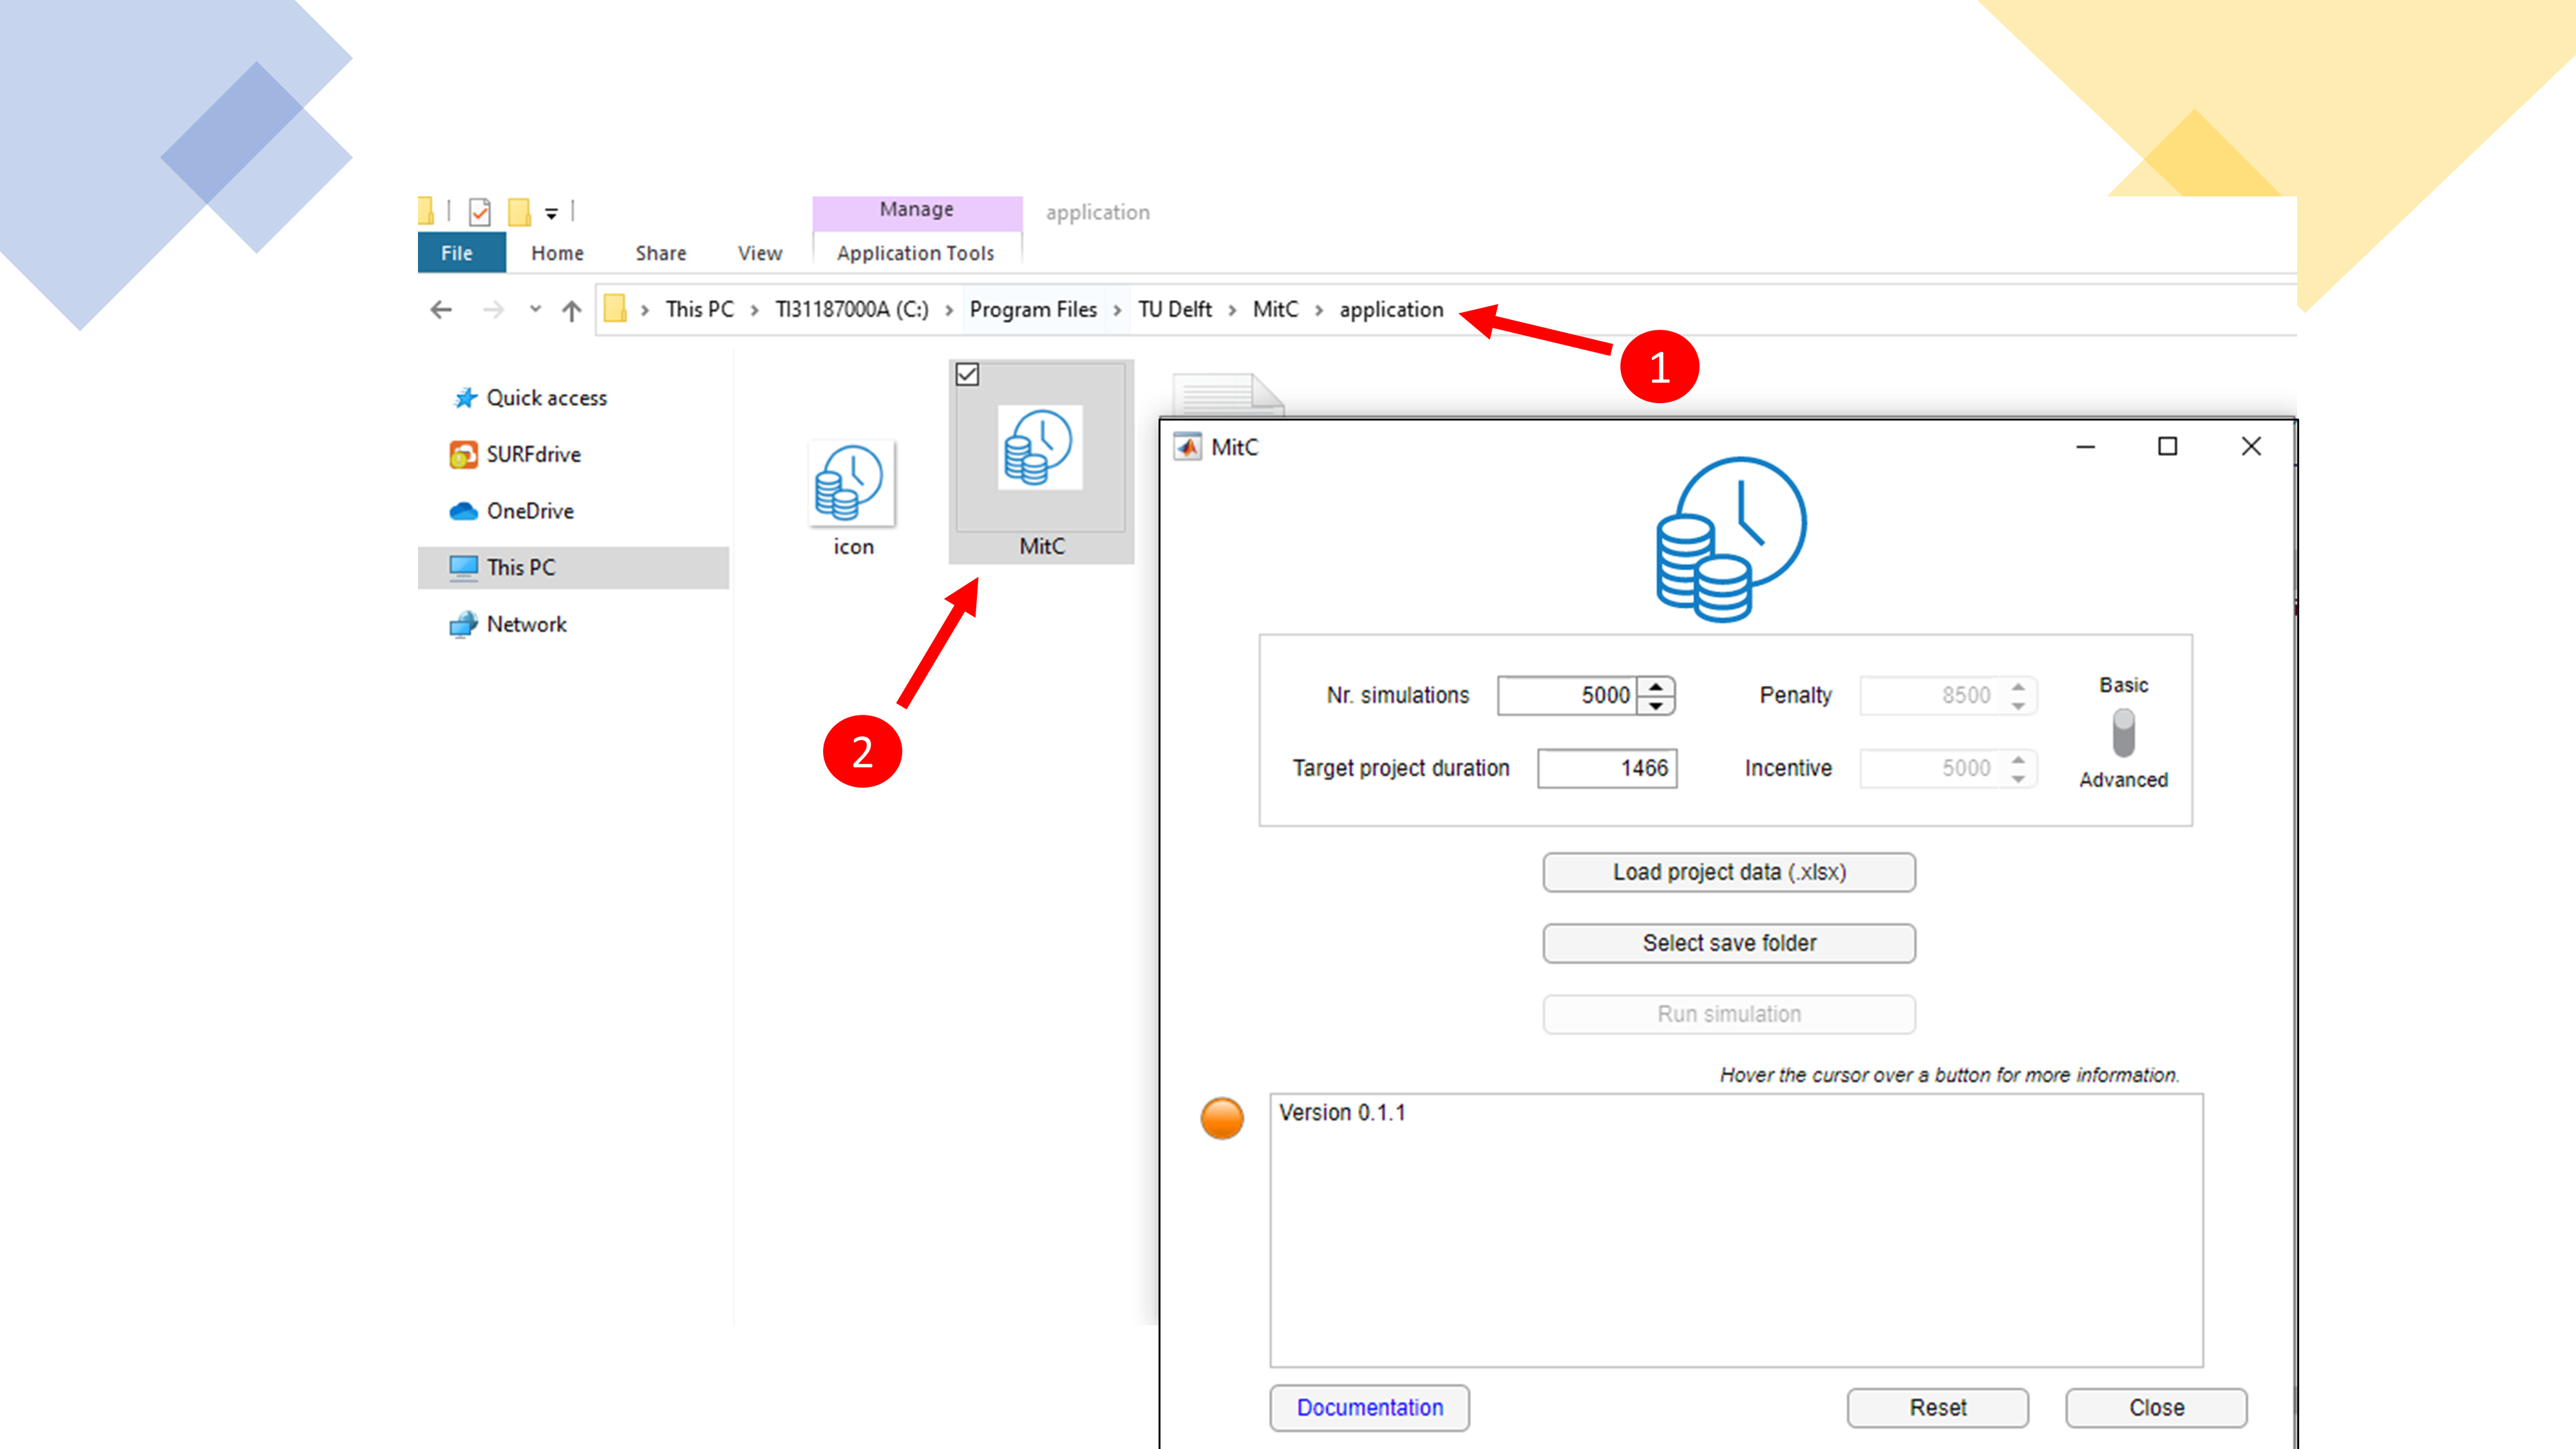 Manage
application
File Home Share View Application Tools
This PC TI31187000A (C:) Program Files TU Delft MitC application
1
Quick access
SURFdrive
OneDrive
This PC
Network
icon
MitC
2
MitC
Nr. simulations 5000 Penalty 8500 Basic
Target project duration 1466 Incentive 5000 Advanced
Load project data (.xlsx)
Select save folder
Run simulation
Hover the cursor over a button for more information.
Version 0.1.1
Documentation Reset Close